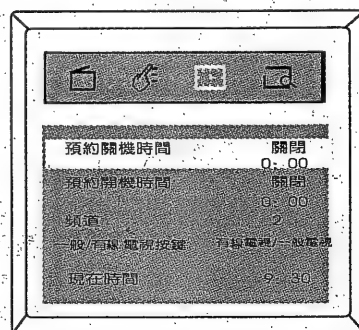 預約關機時間 關閉
0:00
預約開機時間 關閉
0:00
頻道 2
一般/有線電視按鍵 有線電視/一般電視
現在時間 9:30